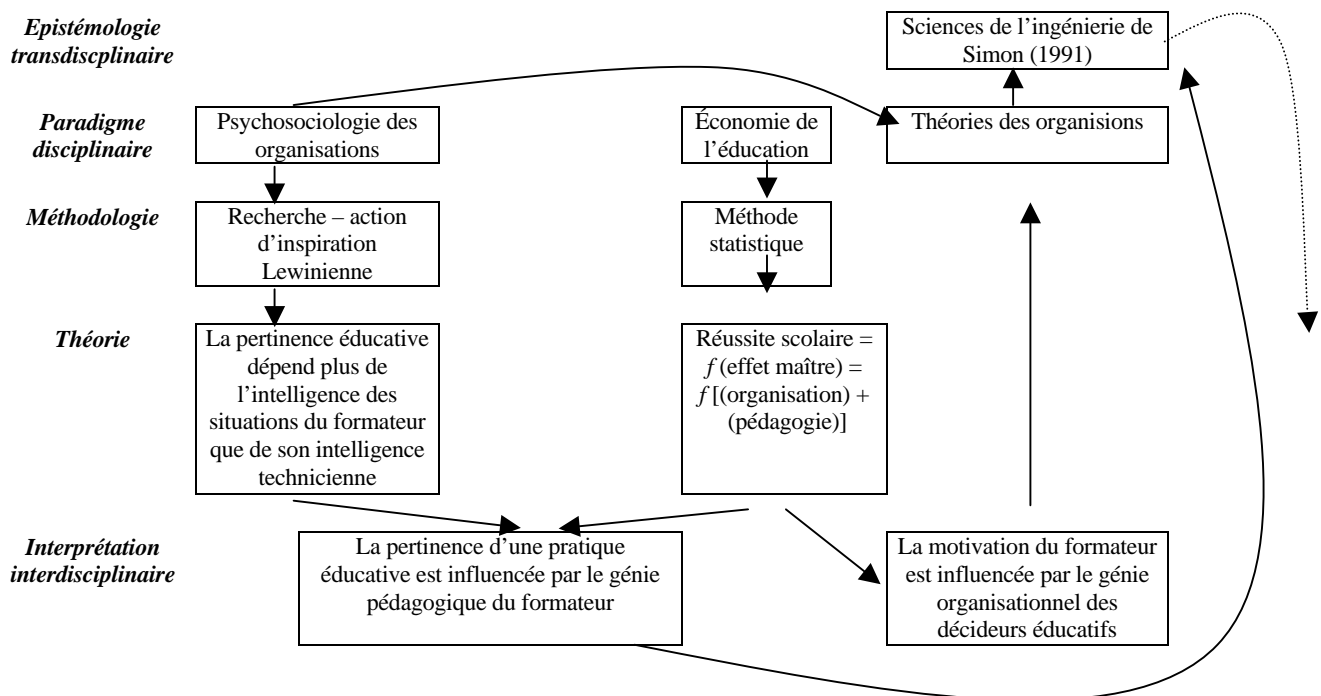 Epistémologie
transdiscplinaire
Sciences de l’ingénierie de
Simon (1991)
Paradigme
disciplinaire
Psychosociologie des
organisations
Économie de
l’éducation
Théories des organisions
Méthodologie
Recherche – action
d’inspiration
Lewinienne
Méthode
statistique
Théorie
La pertinence éducative
dépend plus de
l’intelligence des
situations du formateur
que de son intelligence
technicienne
Réussite scolaire =
f (effet maître) =
f [(organisation) +
(pédagogie)]
Interprétation
interdisciplinaire
La pertinence d’une pratique
éducative est influencée par le génie
pédagogique du formateur
La motivation du formateur
est influencée par le génie
organisationnel des
décideurs éducatifs